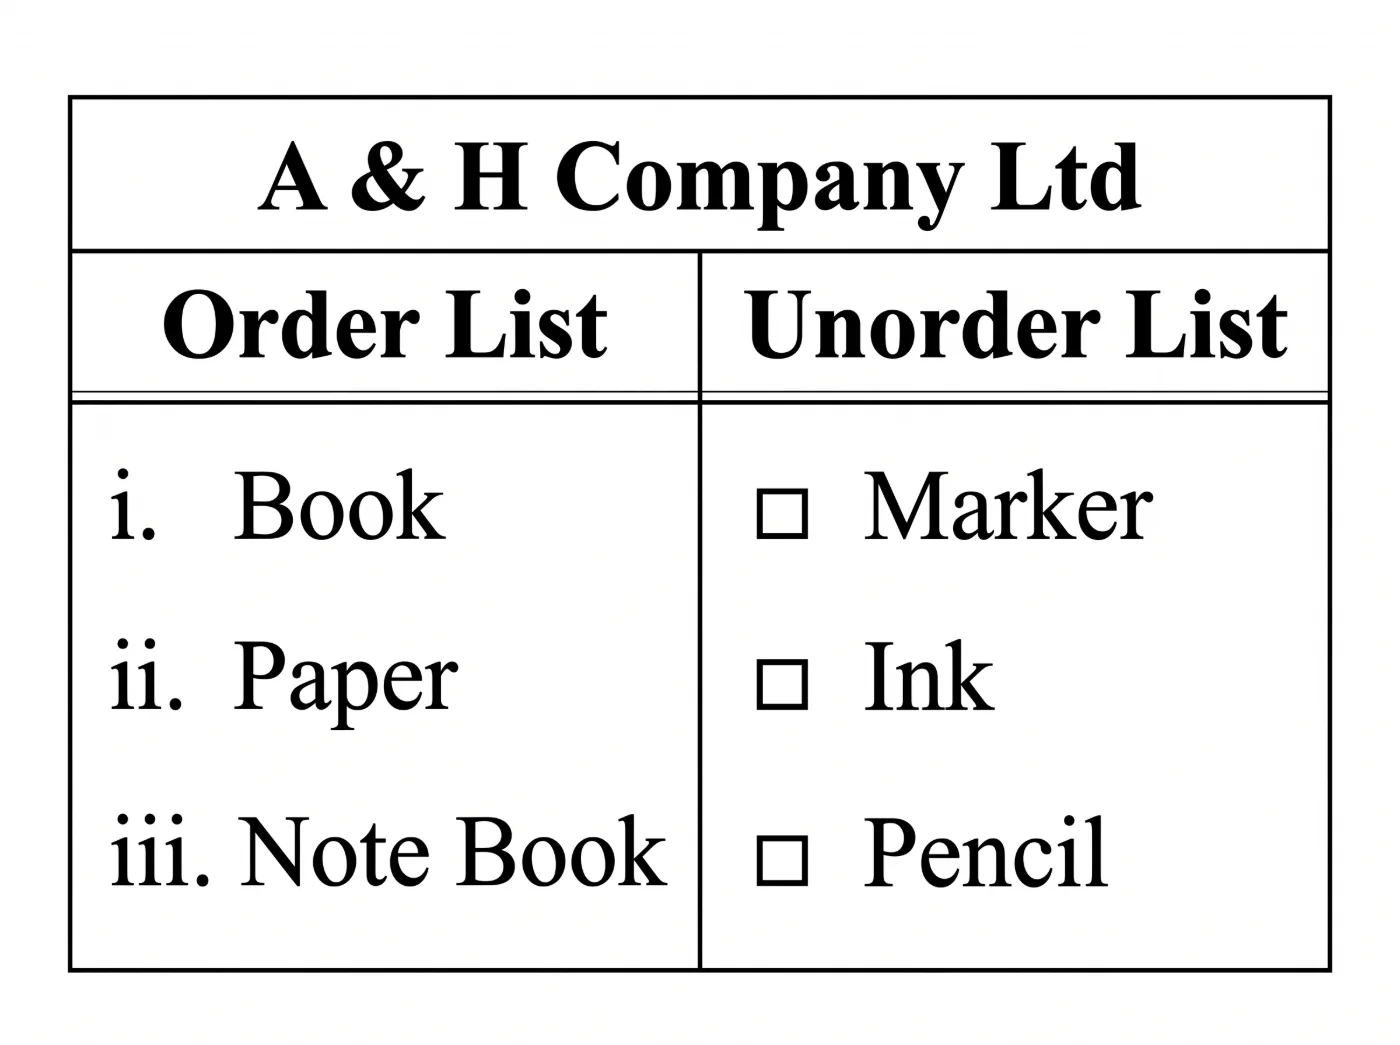 A & H Company Ltd
Order List
Unorder List
i. Book
ii. Paper
iii. Note Book
□ Marker
□ Ink
□ Pencil